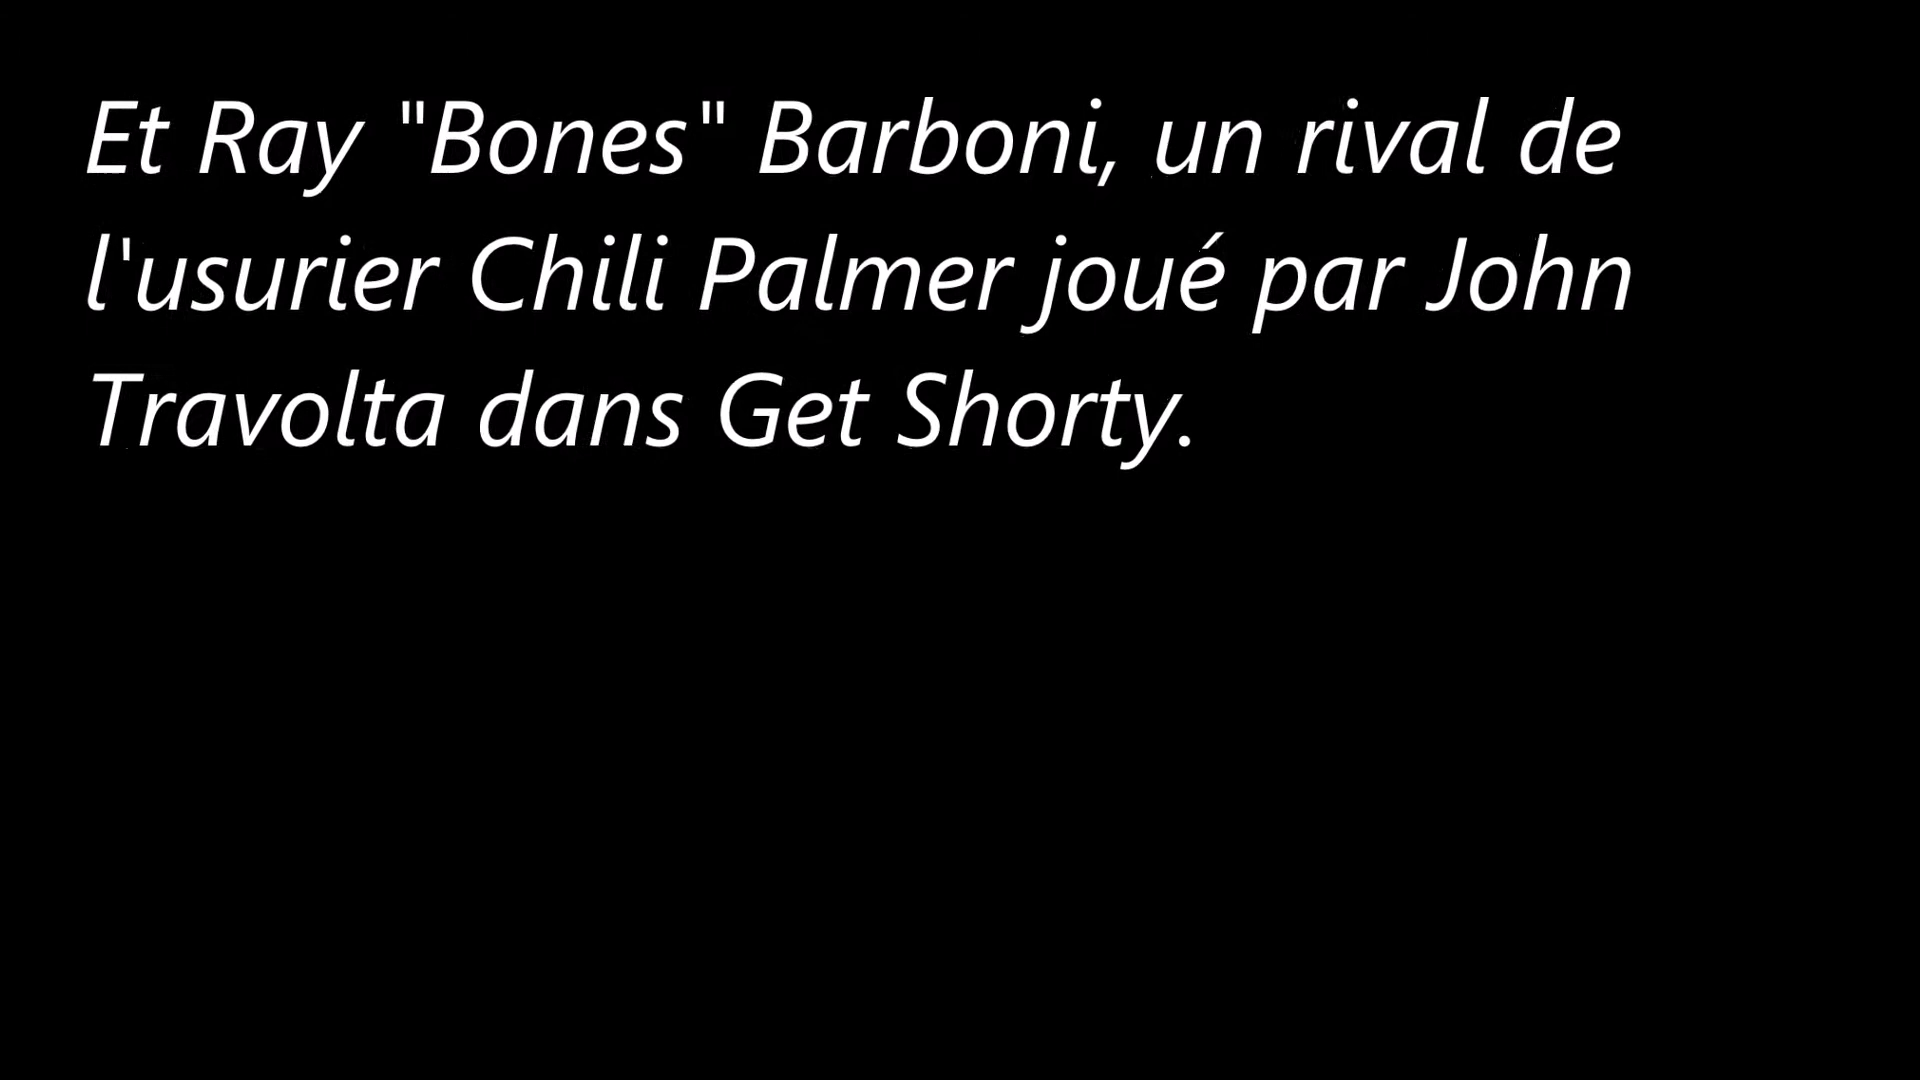 Et Ray "Bones" Barboni, un rival de
l'usurier Chili Palmer joué par John
Travolta dans Get Shorty.